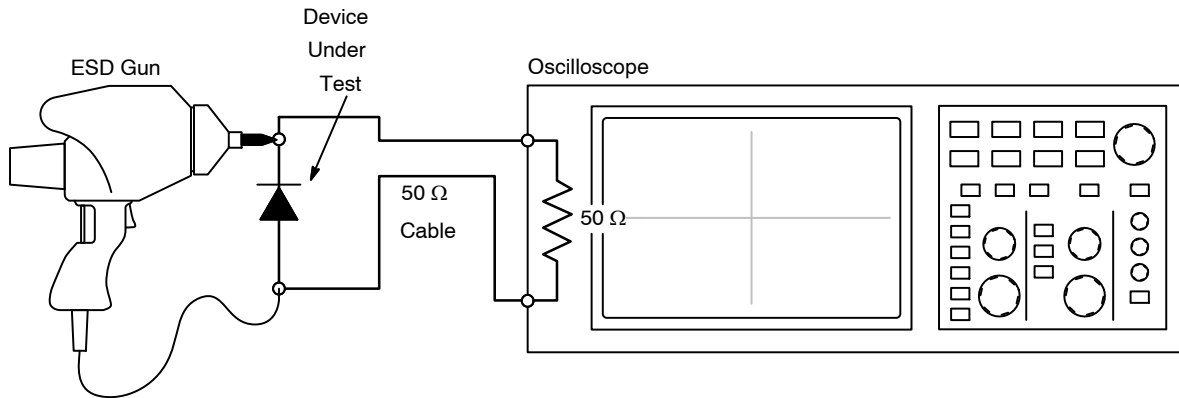 Device
Under
Test
ESD Gun
Oscilloscope
50 Ω
Cable
50 Ω